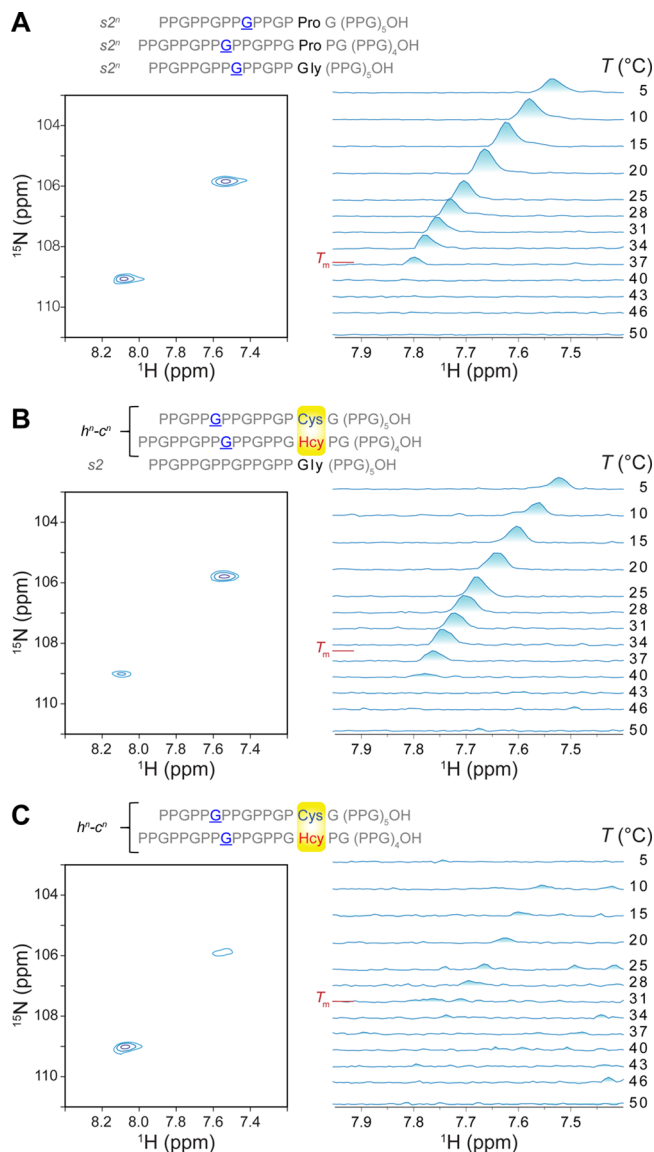 A
s2ⁿ PPGPPGPPGPPGP Pro G (PPG)₅OH
s2ⁿ PPGPPGPPGPPGPPG Pro PG (PPG)₄OH
s2ⁿ PPGPPGPPGPPGPP Gly (PPG)₅OH
T (°C)
104
106
108
110
¹⁵N (ppm)
8.2 8.0 7.8 7.6 7.4
¹H (ppm)
5
10
15
20
25
28
31
34
Tₘ
37
40
43
46
50
7.9 7.8 7.7 7.6 7.5
¹H (ppm)
B
hⁿ-cⁿ
PPGPPGPPGPPGP Cys G (PPG)₅OH
PPGPPGPPGPPGPPG Hcy PG (PPG)₄OH
s2 PPGPPGPPGPPGPP Gly (PPG)₅OH
T (°C)
104
106
108
110
¹⁵N (ppm)
8.2 8.0 7.8 7.6 7.4
¹H (ppm)
5
10
15
20
25
28
31
34
Tₘ
37
40
43
46
50
7.9 7.8 7.7 7.6 7.5
¹H (ppm)
C
hⁿ-cⁿ
PPGPPGPPGPPGP Cys G (PPG)₅OH
PPGPPGPPGPPGPPG Hcy PG (PPG)₄OH
T (°C)
104
106
108
110
¹⁵N (ppm)
8.2 8.0 7.8 7.6 7.4
¹H (ppm)
5
10
15
20
25
28
Tₘ
31
34
37
40
43
46
50
7.9 7.8 7.7 7.6 7.5
¹H (ppm)